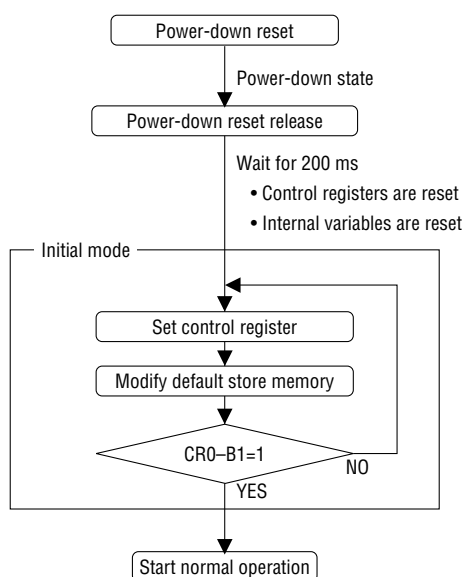 Power-down reset
Power-down state
Power-down reset release
Wait for 200 ms
• Control registers are reset
• Internal variables are reset
Initial mode
Set control register
Modify default store memory
CR0–B1=1
NO
YES
Start normal operation